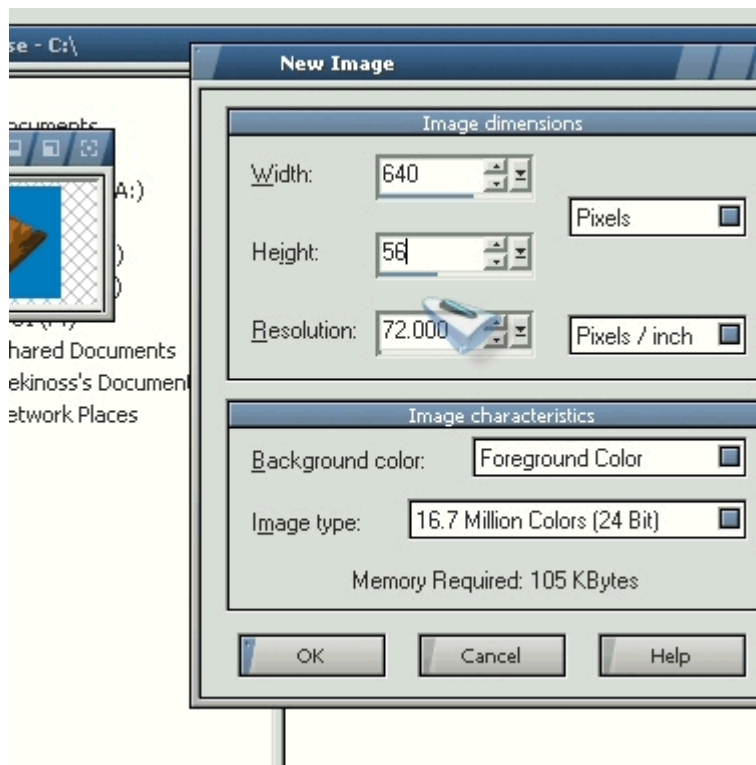 se - C:\
New Image
ocuments
A:)
)
)
hared Documents
ekinoss's Document
etwork Places
Image dimensions
Width:
640
Pixels
Height:
56
Resolution:
72.000
Pixels / inch
Image characteristics
Background color:
Foreground Color
Image type:
16.7 Million Colors (24 Bit)
Memory Required: 105 KBytes
OK
Cancel
Help